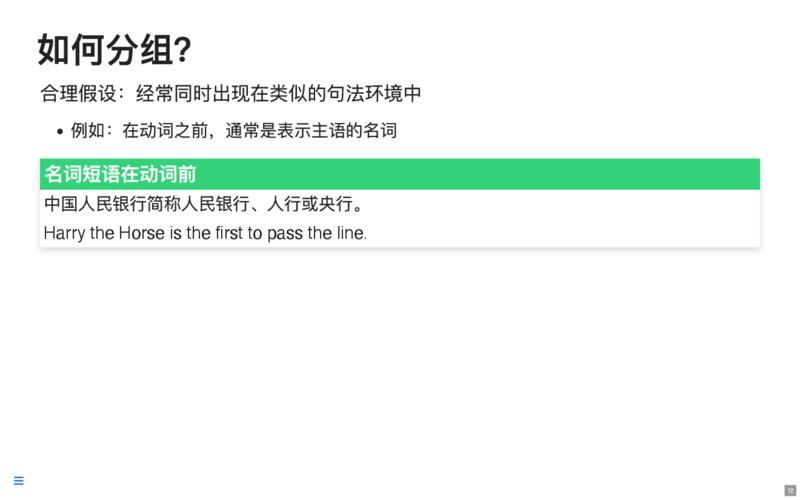 如何分组?
合理假设：经常同时出现在类似的句法环境中
• 例如：在动词之前，通常是表示主语的名词
名词短语在动词前
中国人民银行简称人民银行、人行或央行。
Harry the Horse is the first to pass the line.
12